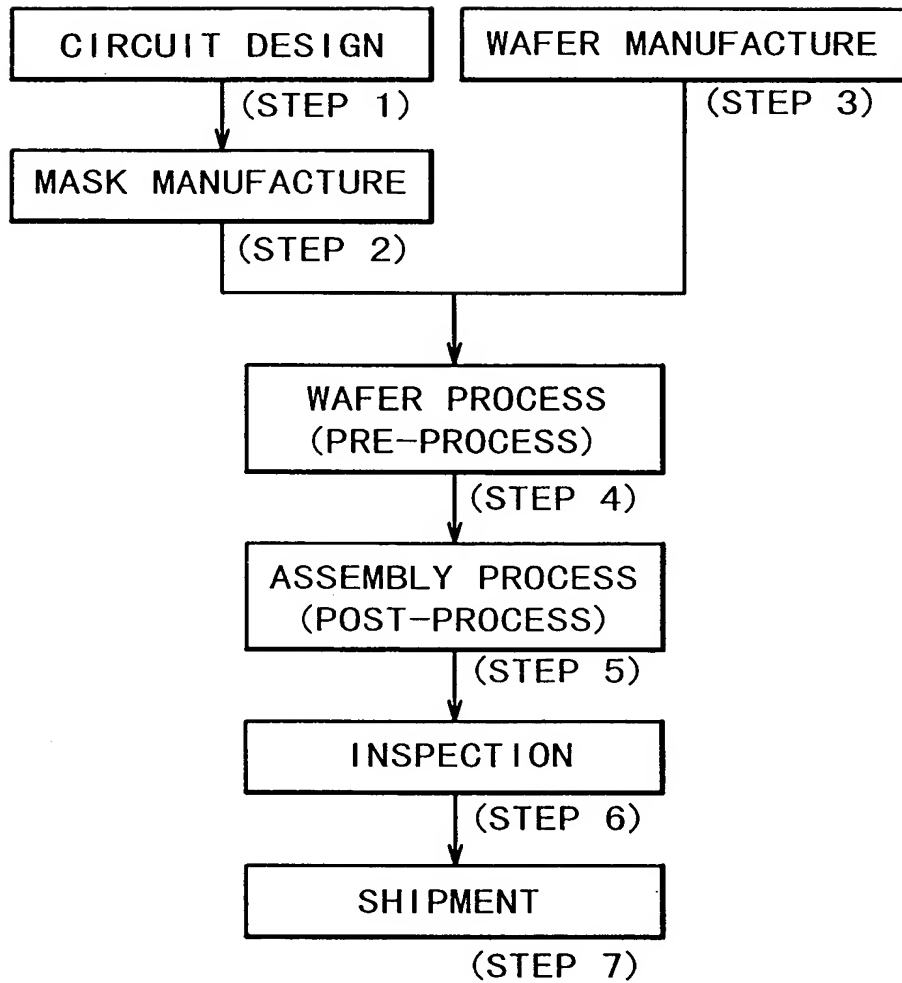 CIRCUIT DESIGN
(STEP 1)
MASK MANUFACTURE
(STEP 2)
WAFER MANUFACTURE
(STEP 3)
WAFER PROCESS
(PRE-PROCESS)
(STEP 4)
ASSEMBLY PROCESS
(POST-PROCESS)
(STEP 5)
INSPECTION
(STEP 6)
SHIPMENT
(STEP 7)